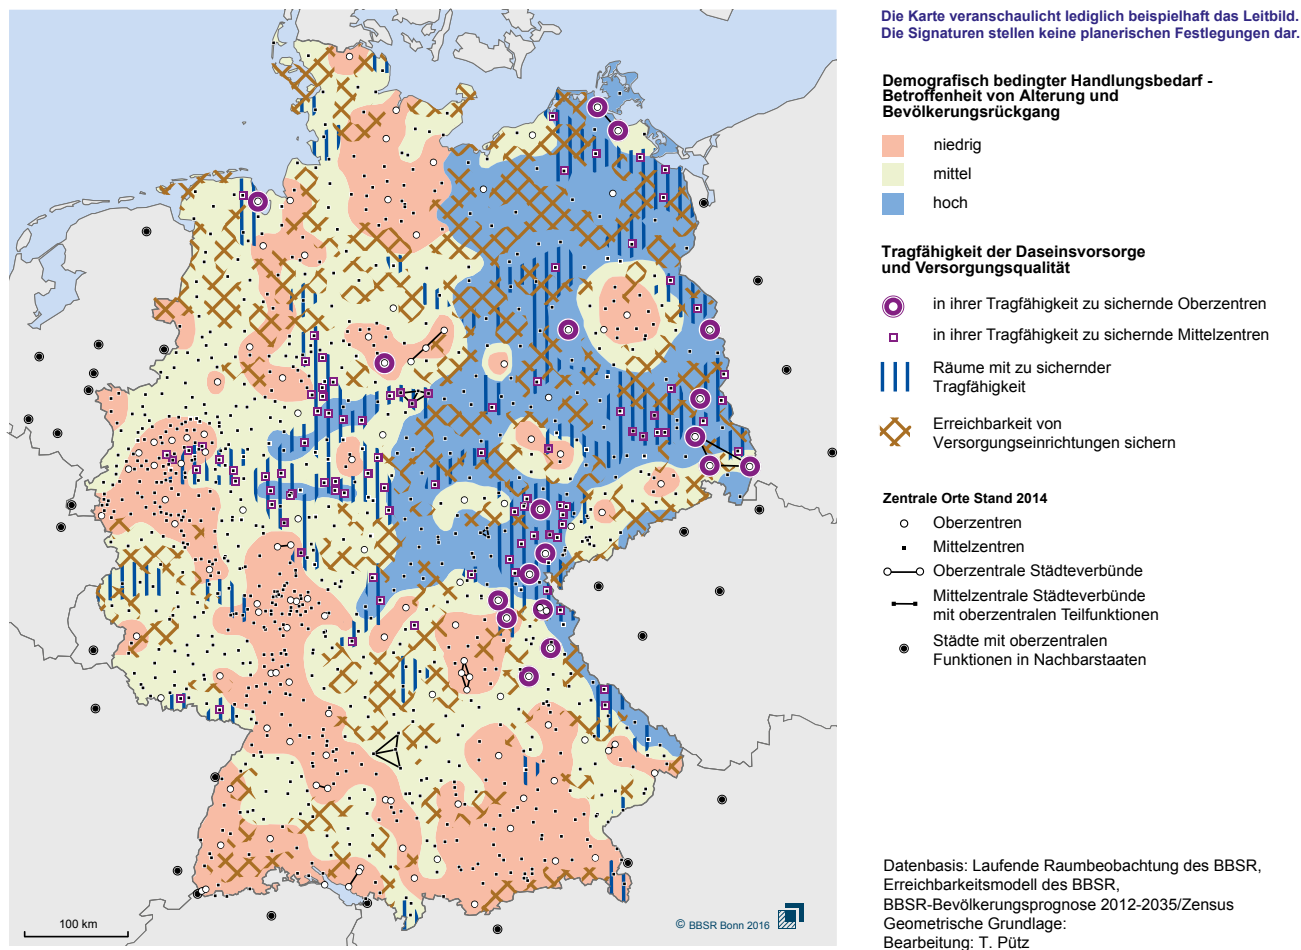 Die Karte veranschaulicht lediglich beispielhaft das Leitbild.
Die Signaturen stellen keine planerischen Festlegungen dar.
Demografisch bedingter Handlungsbedarf -
Betroffenheit von Alterung und
Bevölkerungsrückgang
niedrig
mittel
hoch
Tragfähigkeit der Daseinsvorsorge
und Versorgungsqualität
in ihrer Tragfähigkeit zu sichernde Oberzentren
in ihrer Tragfähigkeit zu sichernde Mittelzentren
Räume mit zu sichernder
Tragfähigkeit
Erreichbarkeit von
Versorgungseinrichtungen sichern
Zentrale Orte Stand 2014
Oberzentren
Mittelzentren
Oberzentrale Städteverbünde
Mittelzentrale Städteverbünde
mit oberzentralen Teilfunktionen
Städte mit oberzentralen
Funktionen in Nachbarstaaten
Datenbasis: Laufende Raumbeobachtung des BBSR,
Erreichbarkeitsmodell des BBSR,
BBSR-Bevölkerungsprognose 2012-2035/Zensus
Geometrische Grundlage:
Bearbeitung: T. Pütz
100 km
© BBSR Bonn 2016